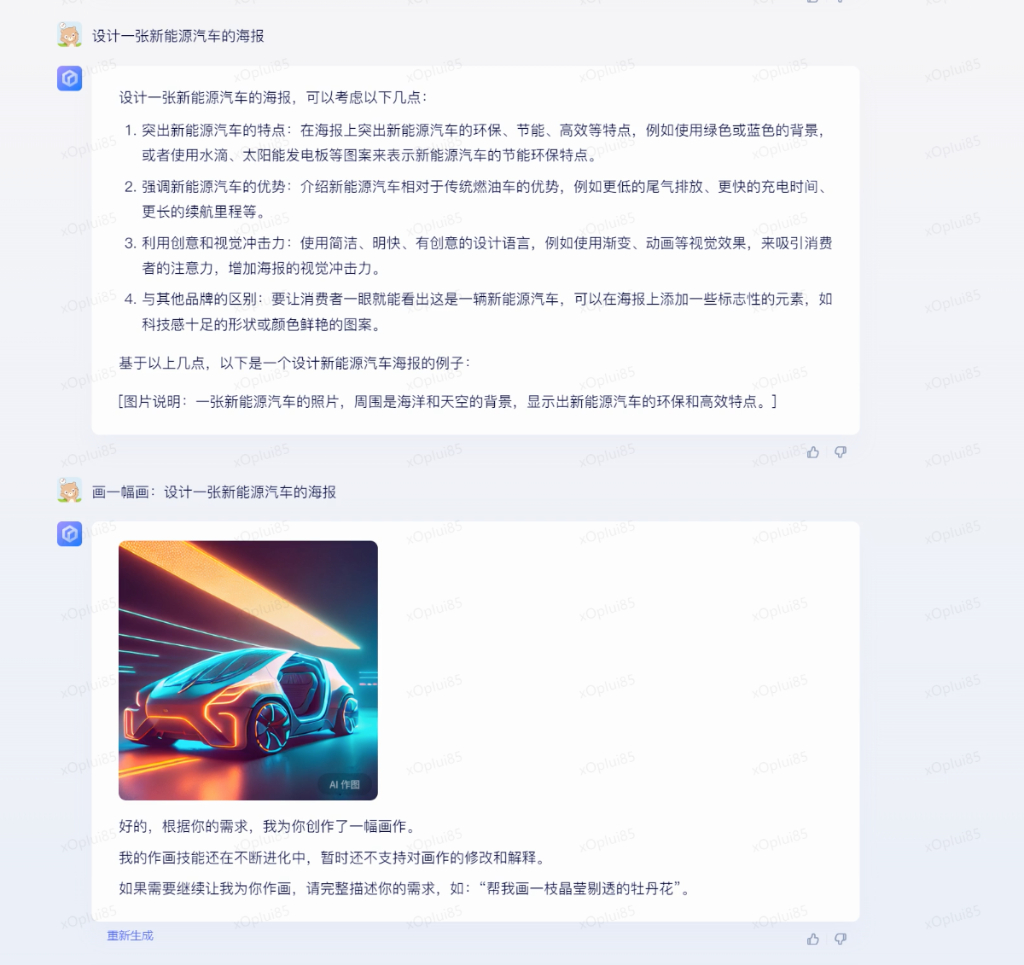 设计一张新能源汽车的海报
设计一张新能源汽车的海报，可以考虑以下几点：
1. 突出新能源汽车的特点：在海报上突出新能源汽车的环保、节能、高效等特点，例如使用绿色或蓝色的背景，
或者使用水滴、太阳能发电板等图案来表示新能源汽车的节能环保特点。
2. 强调新能源汽车的优势：介绍新能源汽车相对于传统燃油车的优势，例如更低的尾气排放、更快的充电时间、
更长的续航里程等。
3. 利用创意和视觉冲击力：使用简洁、明快、有创意的设计语言，例如使用渐变、动画等视觉效果，来吸引消费
者的注意力，增加海报的视觉冲击力。
4. 与其他品牌的区别：要让消费者一眼就能看出这是一辆新能源汽车，可以在海报上添加一些标志性的元素，如
科技感十足的形状或颜色鲜艳的图案。
基于以上几点，以下是一个设计新能源汽车海报的例子：
[图片说明：一张新能源汽车的照片，周围是海洋和天空的背景，显示出新能源汽车的环保和高效特点。]
画一幅画：设计一张新能源汽车的海报
AI 作图
好的，根据你的需求，我为你创作了一幅画作。
我的作画技能还在不断进化中，暂时还不支持对画作的修改和解释。
如果需要继续让我为你作画，请完整描述你的需求，如：“帮我画一枝晶莹剔透的牡丹花”。
重新生成